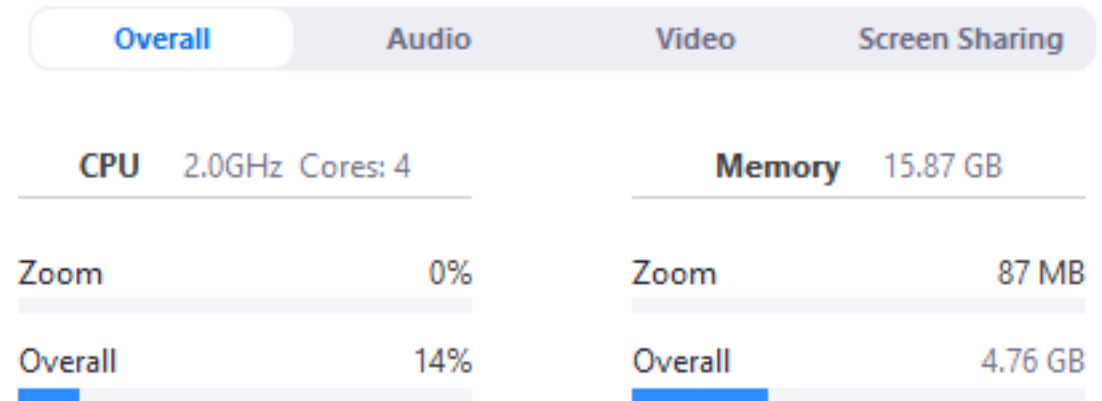 Overall Audio Video Screen Sharing
CPU 2.0GHz Cores: 4
Zoom 0%
Overall 14%
Memory 15.87 GB
Zoom 87 MB
Overall 4.76 GB